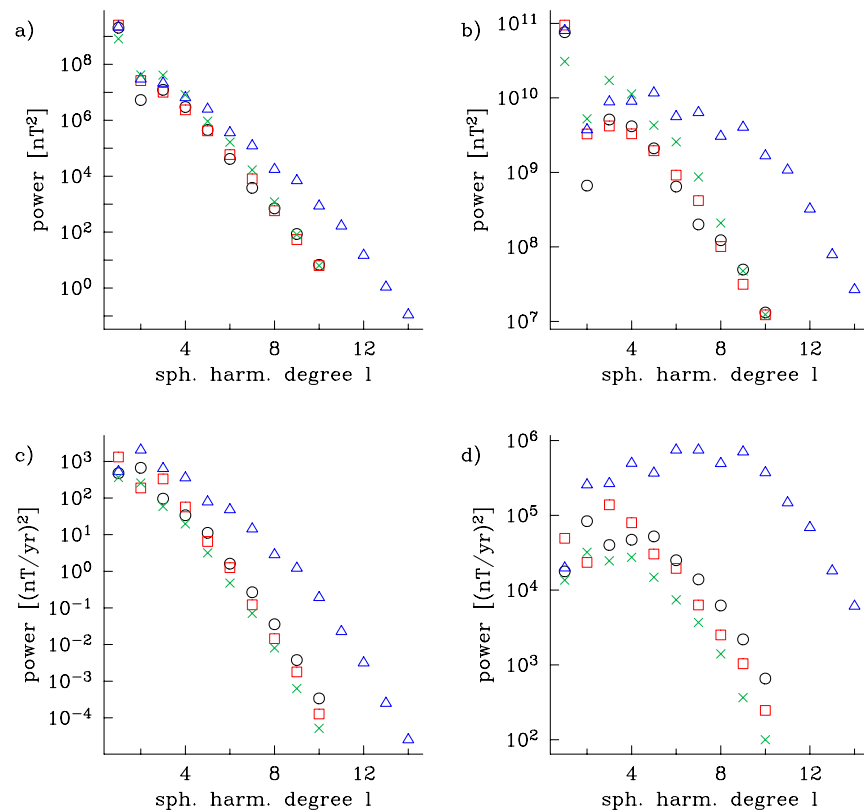 a)
power [nT²]
10⁸
10⁶
10⁴
10²
10⁰
4 8 12
sph. harm. degree l
b)
power [nT²]
10¹¹
10¹⁰
10⁹
10⁸
10⁷
4 8 12
sph. harm. degree l
c)
power [(nT/yr)²]
10³
10²
10¹
10⁰
10⁻¹
10⁻²
10⁻³
10⁻⁴
4 8 12
sph. harm. degree l
d)
power [(nT/yr)²]
10⁶
10⁵
10⁴
10³
10²
4 8 12
sph. harm. degree l